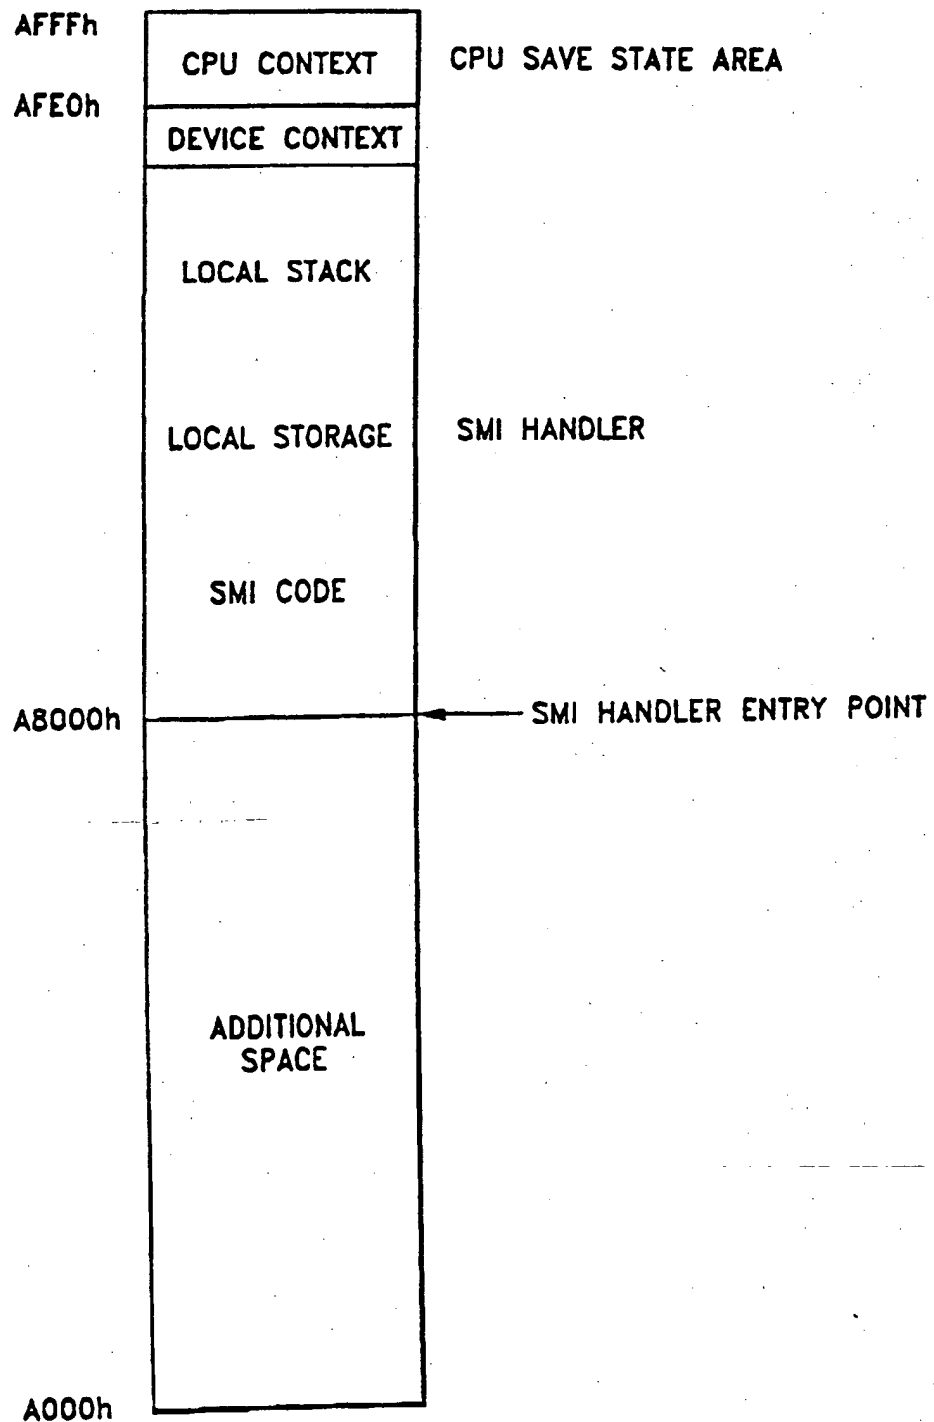 AFFFh
CPU CONTEXT
CPU SAVE STATE AREA
AFE0h
DEVICE CONTEXT
LOCAL STACK
LOCAL STORAGE
SMI HANDLER
SMI CODE
A8000h
SMI HANDLER ENTRY POINT
ADDITIONAL
SPACE
A000h